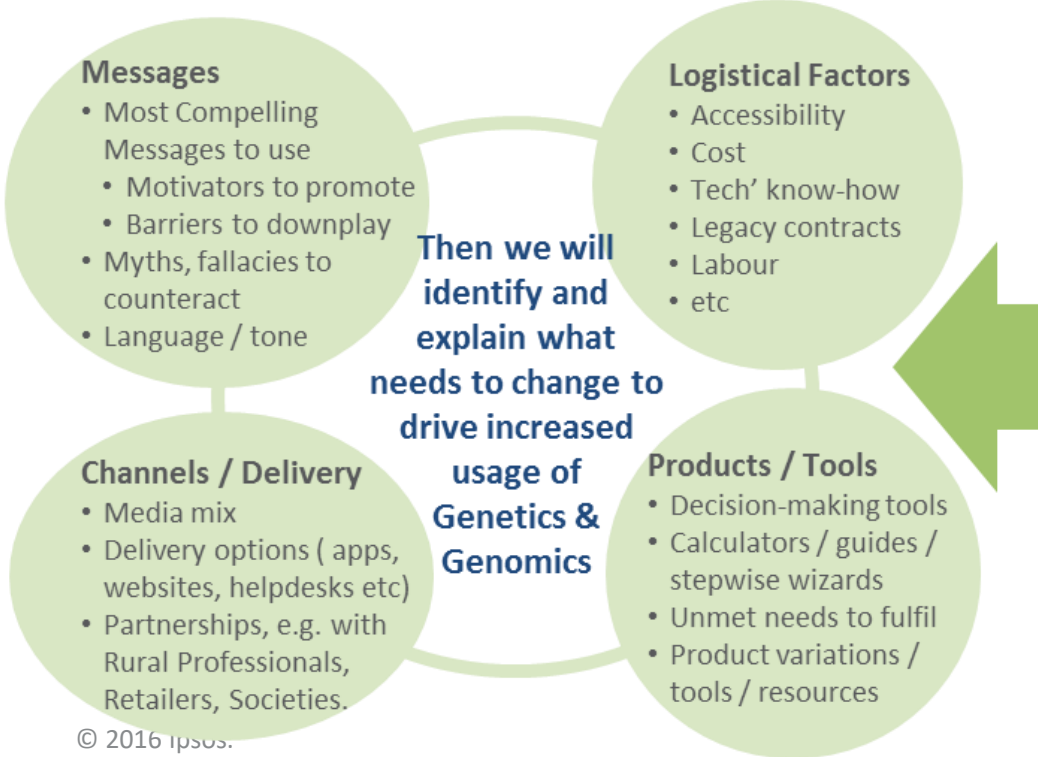 Messages
• Most Compelling
Messages to use
• Motivators to promote
• Barriers to downplay
• Myths, fallacies to
counteract
• Language / tone
Logistical Factors
• Accessibility
• Cost
• Tech' know-how
• Legacy contracts
• Labour
• etc
Then we will
identify and
explain what
needs to change to
drive increased
usage of
Genetics &
Genomics
Channels / Delivery
• Media mix
• Delivery options ( apps,
websites, helpdesks etc)
• Partnerships, e.g. with
Rural Professionals,
Retailers, Societies.
Products / Tools
• Decision-making tools
• Calculators / guides /
stepwise wizards
• Unmet needs to fulfil
• Product variations /
tools / resources
© 2016 Ipsos.